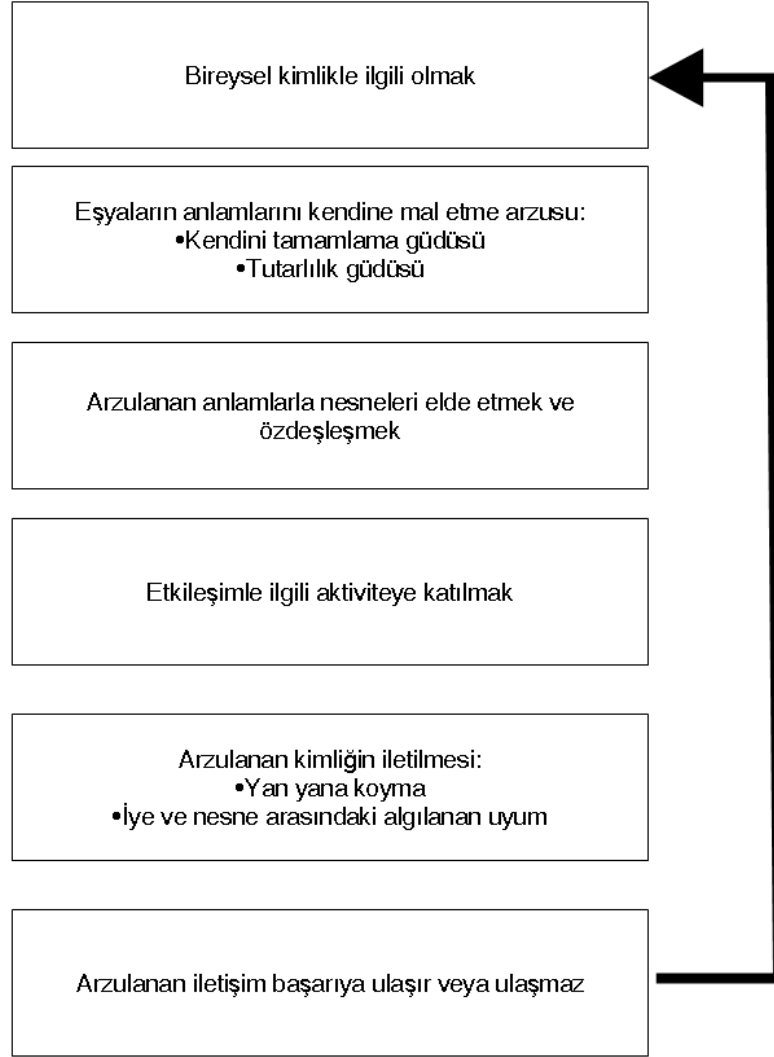 Bireysel kimlikle ilgili olmak
Eşyaların anlamlarını kendine mal etme arzusu:
•Kendini tamamlama güdüsü
•Tutarlılık güdüsü
Arzulanan anlamlarla nesneleri elde etmek ve
özdeşleşmek
Etkileşimle ilgili aktiviteye katılmak
Arzulanan kimliğin iletilmesi:
•Yan yana koyma
•İye ve nesne arasındaki algılanan uyum
Arzulanan iletişim başarıya ulaşır veya ulaşmaz